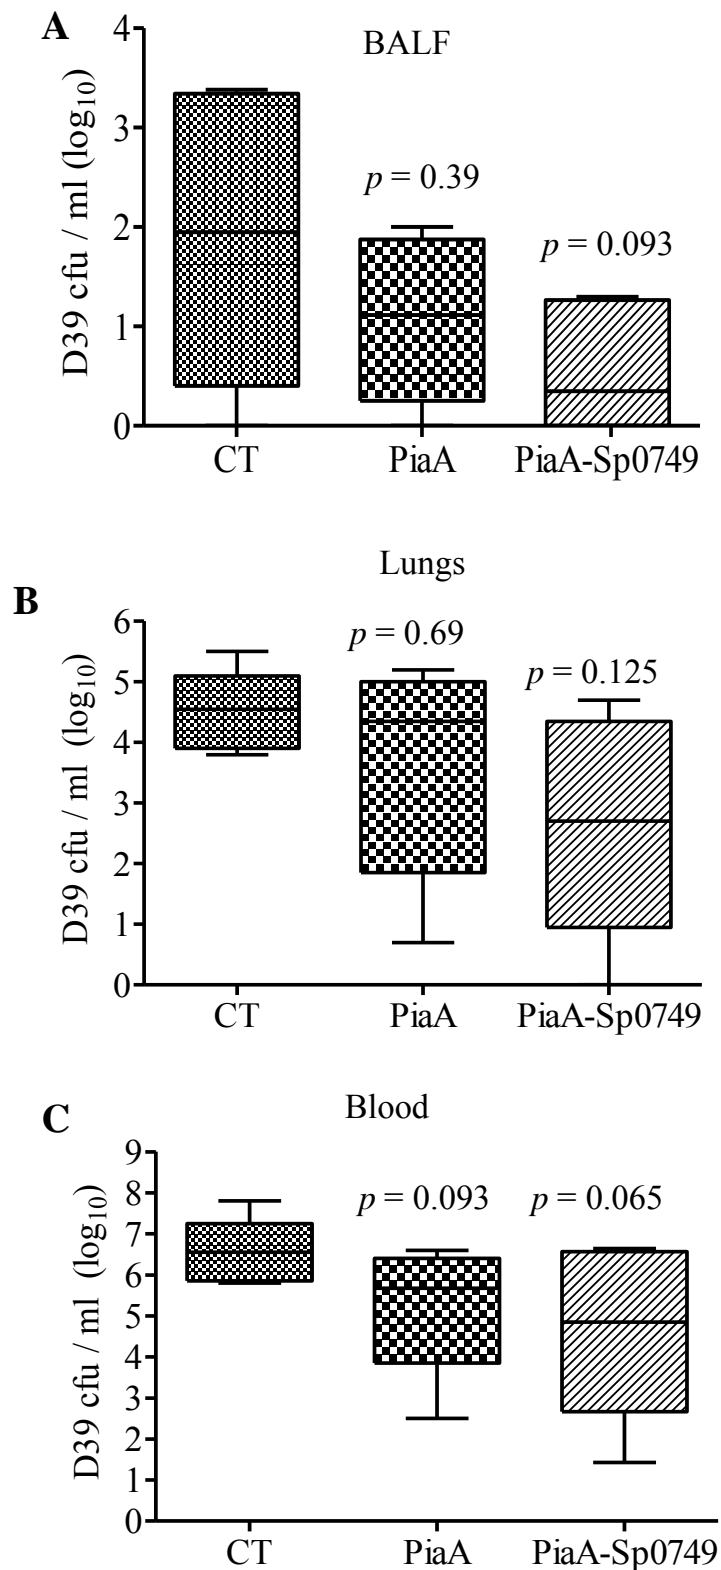 A
BALF
D39 cfu / ml (log10)
4
3
2
1
0
p = 0.39
p = 0.093
CT PiaA PiaA-Sp0749
Lungs
B
D39 cfu / ml (log10)
6
5
4
3
2
1
0
p = 0.69
p = 0.125
CT PiaA PiaA-Sp0749
Blood
C
D39 cfu / ml (log10)
9
8
7
6
5
4
3
2
1
0
p = 0.093 p = 0.065
CT PiaA PiaA-Sp0749